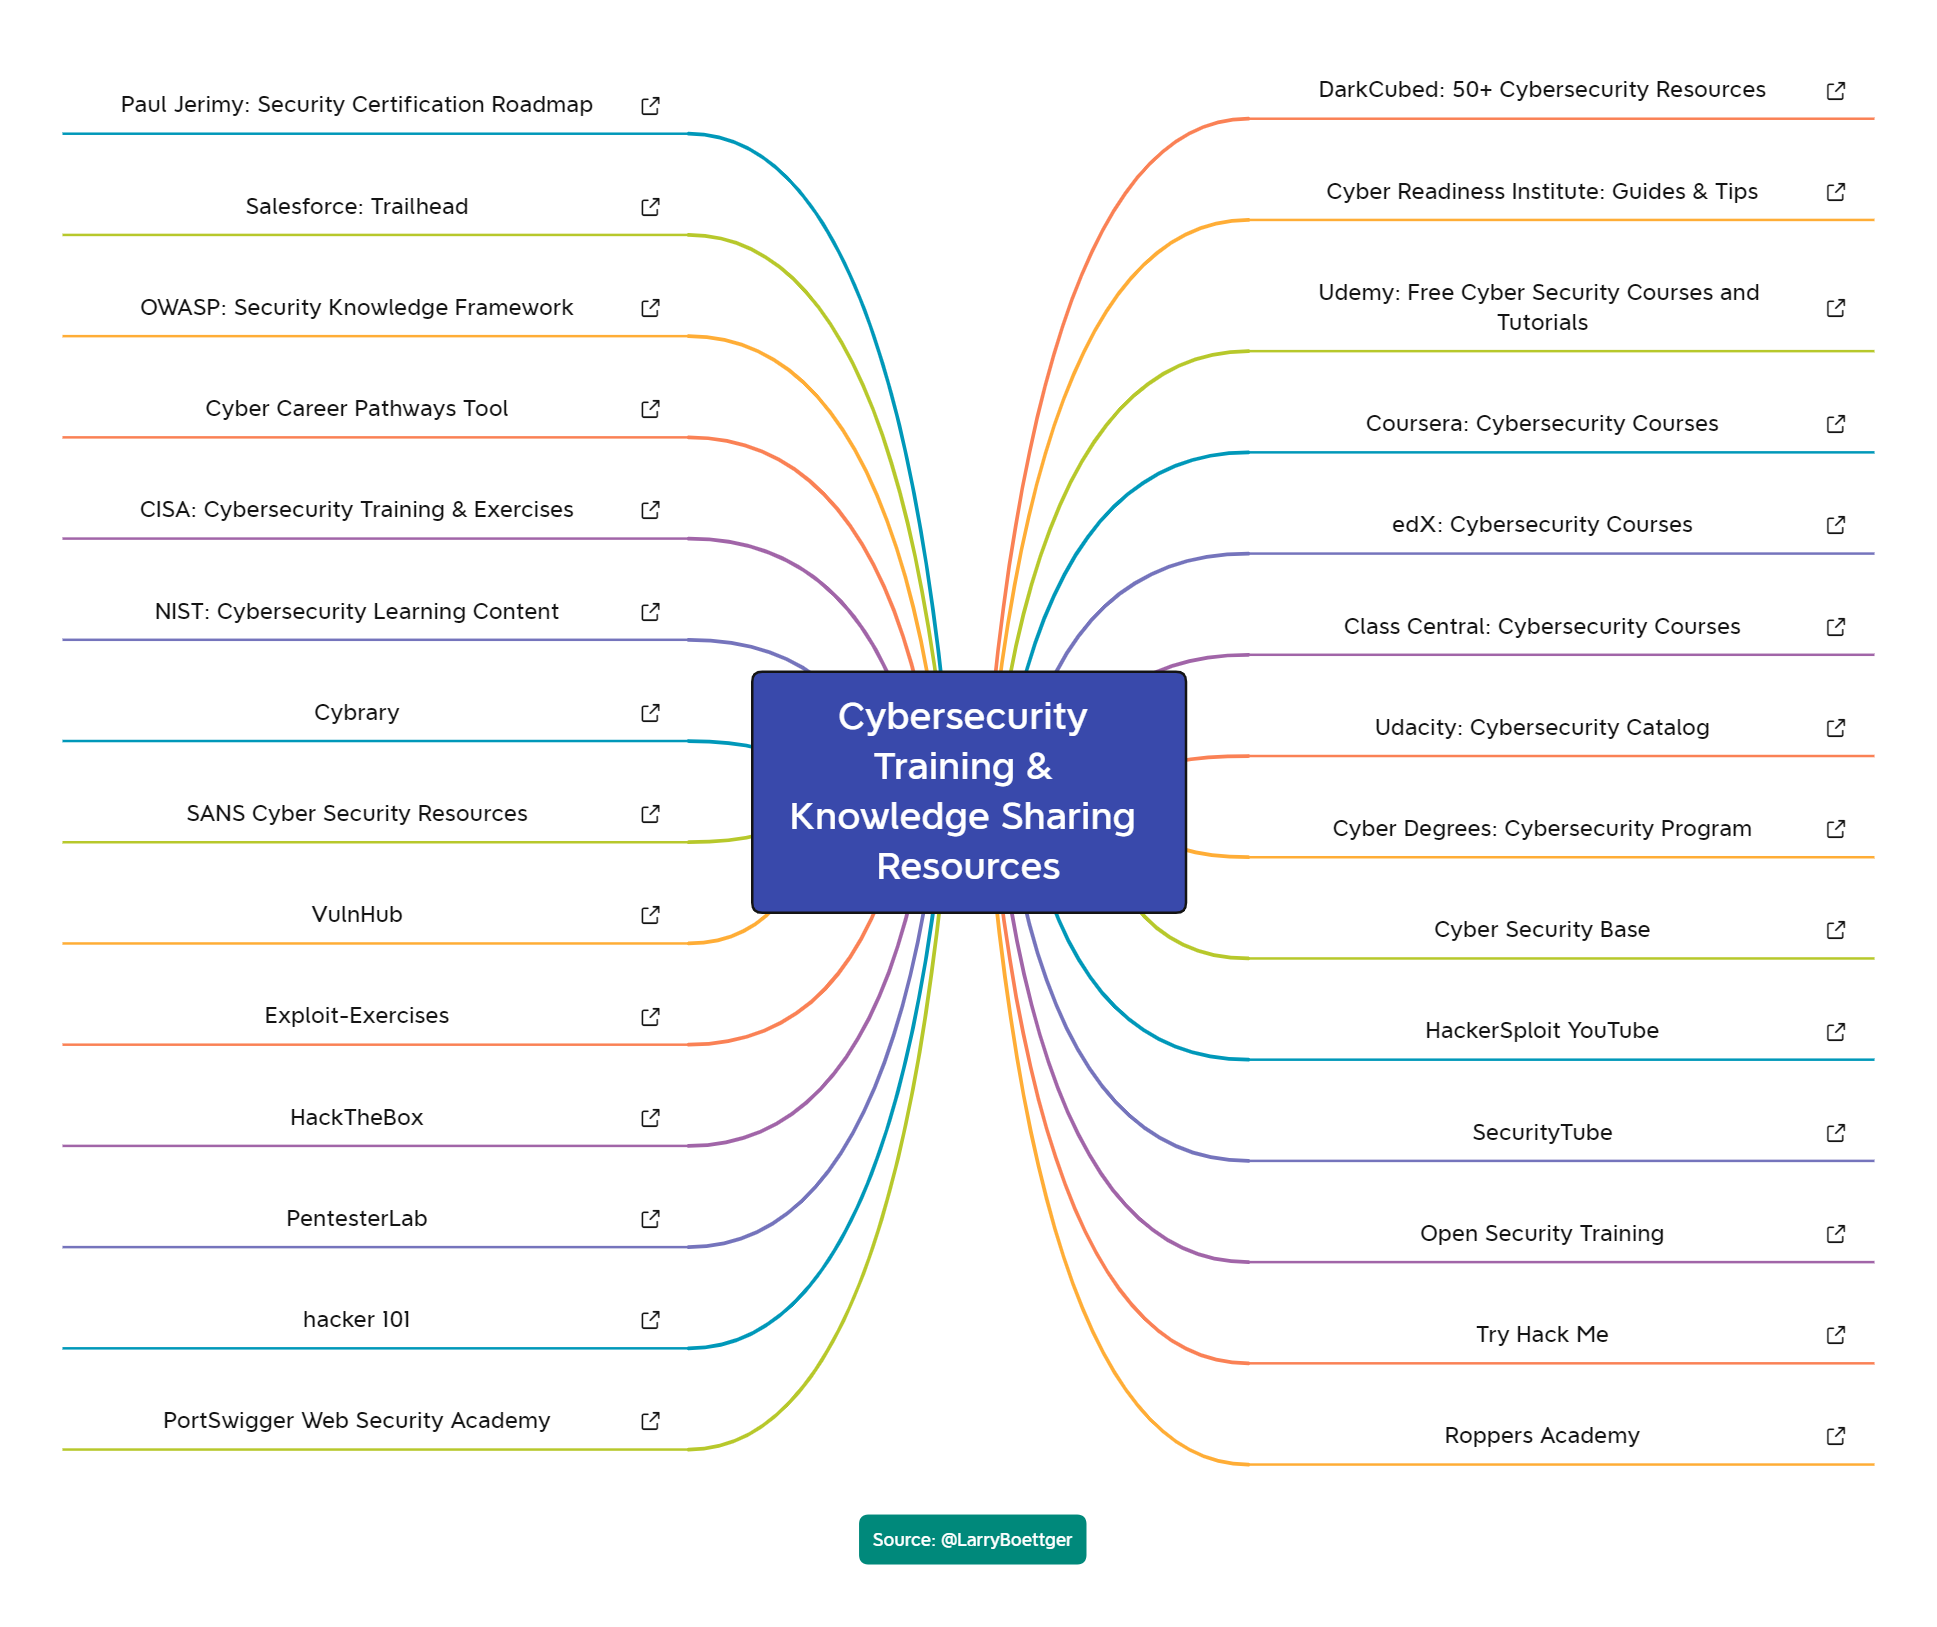 Paul Jerimy: Security Certification Roadmap
Salesforce: Trailhead
OWASP: Security Knowledge Framework
Cyber Career Pathways Tool
CISA: Cybersecurity Training & Exercises
NIST: Cybersecurity Learning Content
Cybrary
SANS Cyber Security Resources
VulnHub
Exploit-Exercises
HackTheBox
PentesterLab
hacker 101
PortSwigger Web Security Academy
Cybersecurity
Training &
Knowledge Sharing
Resources
DarkCubed: 50+ Cybersecurity Resources
Cyber Readiness Institute: Guides & Tips
Udemy: Free Cyber Security Courses and
Tutorials
Coursera: Cybersecurity Courses
edX: Cybersecurity Courses
Class Central: Cybersecurity Courses
Udacity: Cybersecurity Catalog
Cyber Degrees: Cybersecurity Program
Cyber Security Base
HackerSploit YouTube
SecurityTube
Open Security Training
Try Hack Me
Roppers Academy
Source: @LarryBoettger